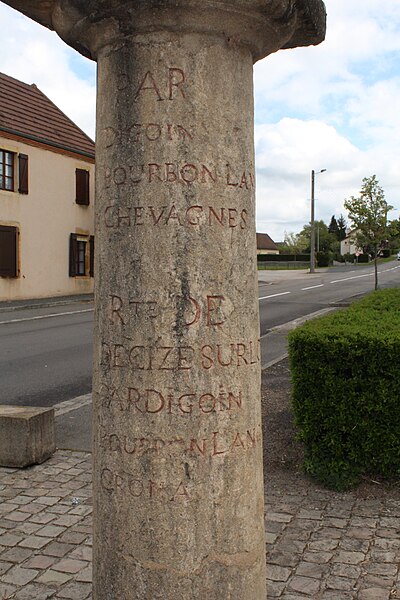 PAR
DIGOIN
BOURBON LAN
CHEVAGNES
RTE DE
DECIZE SUR L
PAR DIGOIN
BOURBON LAN